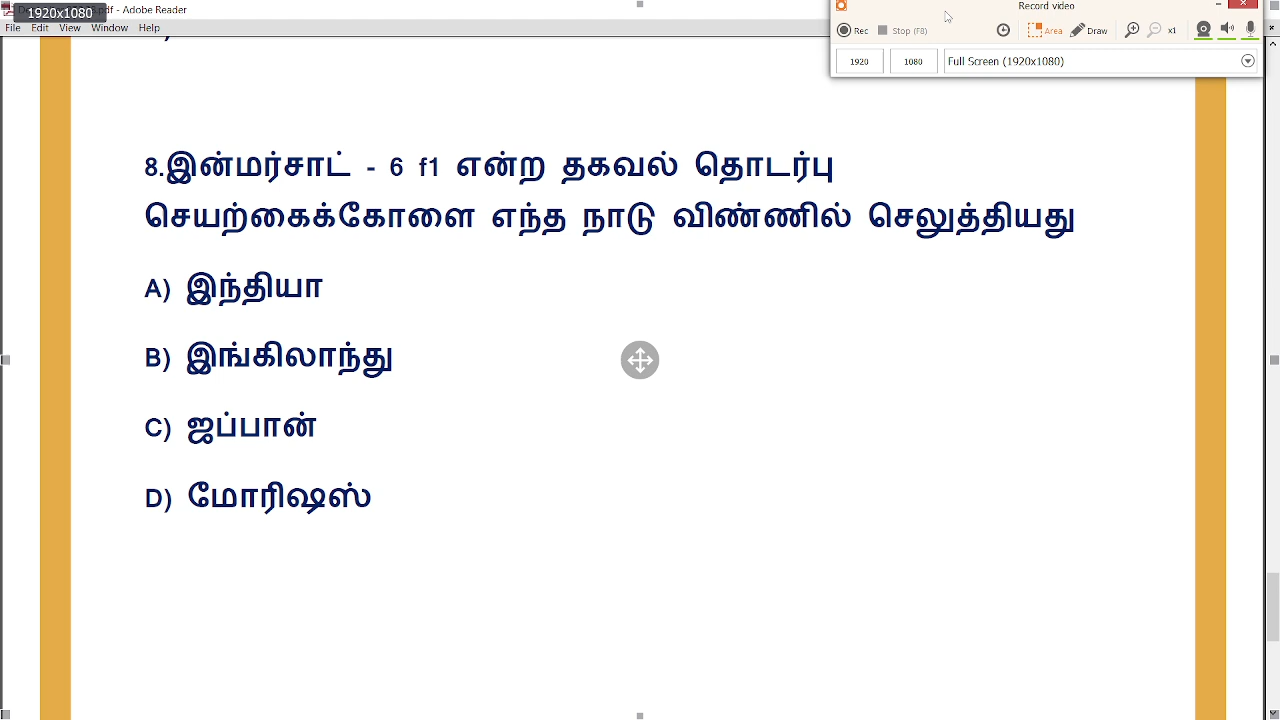 1920x1080
.pdf - Adobe Reader
Record video
File Edit View Window Help
Rec Stop (F8) Area Draw x1
1920 1080 Full Screen (1920x1080)
8.இன்மர்சாட் - 6 f1 என்ற தகவல் தொடர்பு
செயற்கைக்கோளை எந்த நாடு விண்ணில் செலுத்தியது
A) இந்தியா
B) இங்கிலாந்து
C) ஜப்பான்
D) மோரிஷஸ்